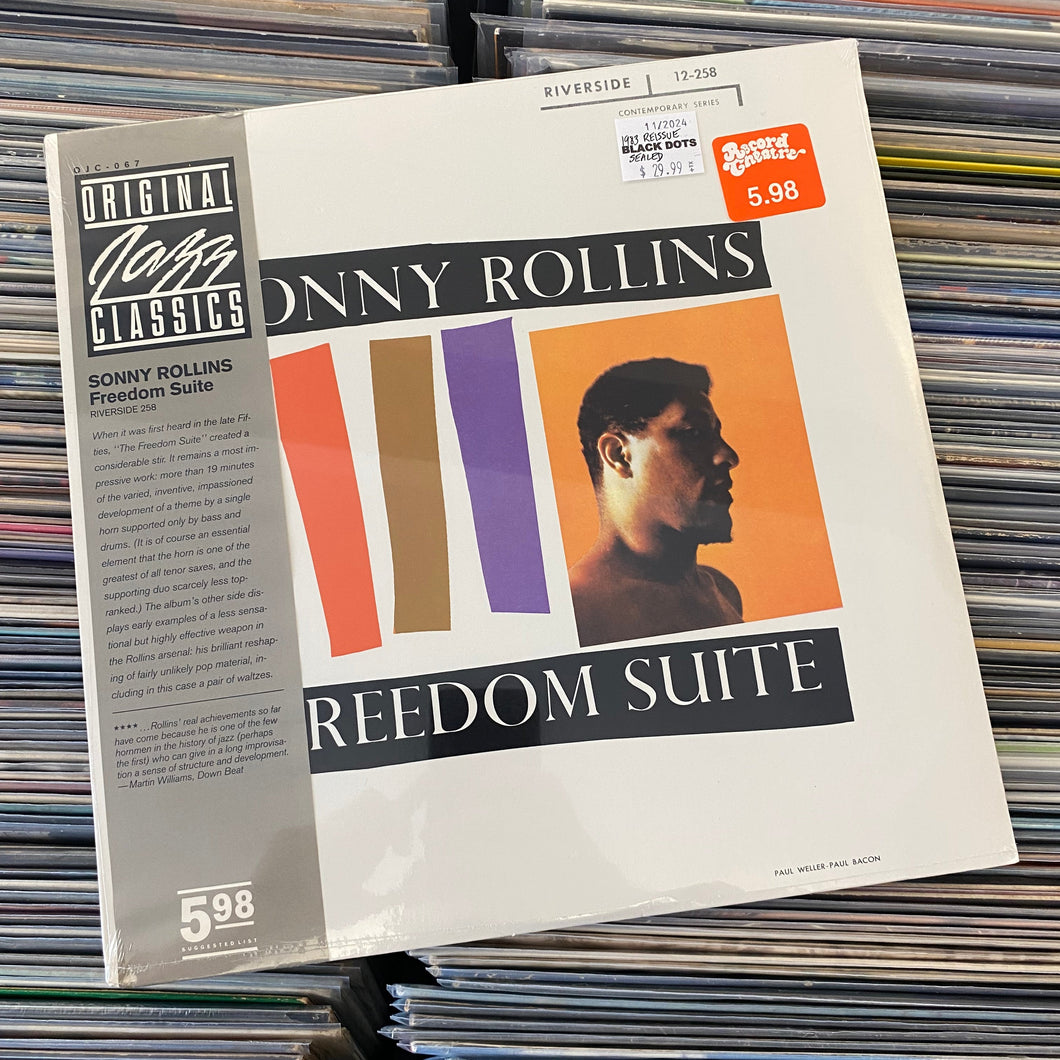 RIVERSIDE 12-258
CONTEMPORARY SERIES
11/2024
1983 REISSUE
BLACK DOTS
SEALED
$ 29.99
Record
Theatre
5.98
OJC-067
ORIGINAL
Jazz
CLASSICS
ONNY ROLLINS
SONNY ROLLINS
Freedom Suite
RIVERSIDE 258
When it was first heard in the late Fif-
ties, "The Freedom Suite" created a
considerable stir. It remains a most im-
pressive work: more than 19 minutes
of the varied, inventive, impassioned
development of a theme by a single
horn supported only by bass and
drums. (It is of course an essential
element that the horn is one of the
greatest of all tenor saxes, and the
supporting duo scarcely less top-
ranked.) The album's other side dis-
plays early examples of a less sensa-
tional but highly effective weapon in
the Rollins arsenal: his brilliant reshap-
ing of fairly unlikely pop material, in-
cluding in this case a pair of waltzes.
★★★★ ...Rollins' real achievements so far
have come because he is one of the few
hornmen in the history of jazz (perhaps
the first) who can give in a long improvisa-
tion a sense of structure and development.
—Martin Williams, Down Beat
REEDOM SUITE
5 98
SUGGESTED LIST
PAUL WELLER-PAUL BACON